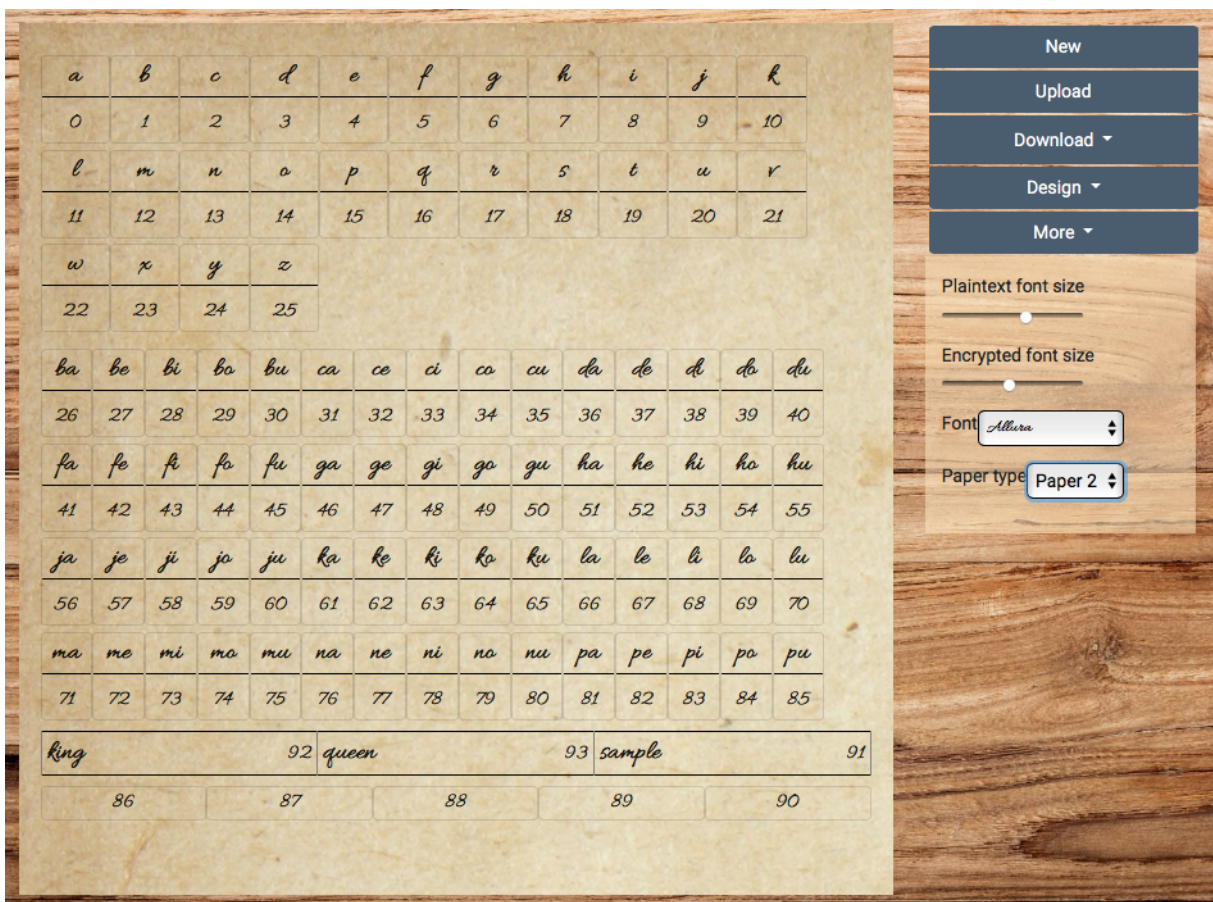 a b c d e f g h i j k
0 1 2 3 4 5 6 7 8 9 10
l m n o p q r s t u v
11 12 13 14 15 16 17 18 19 20 21
w x y z
22 23 24 25
ba be bi bo bu ca ce ci co cu da de di do du
26 27 28 29 30 31 32 33 34 35 36 37 38 39 40
fa fe fi fo fu ga ge gi go gu ha he hi ho hu
41 42 43 44 45 46 47 48 49 50 51 52 53 54 55
ja je ji jo ju ka ke ki ko ku la le li lo lu
56 57 58 59 60 61 62 63 64 65 66 67 68 69 70
ma me mi mo mu na ne ni no nu pa pe pi po pu
71 72 73 74 75 76 77 78 79 80 81 82 83 84 85
king 92 queen 93 sample 91
86 87 88 89 90
New
Upload
Download
Design
More
Plaintext font size
Encrypted font size
Font Allura
Paper type Paper 2